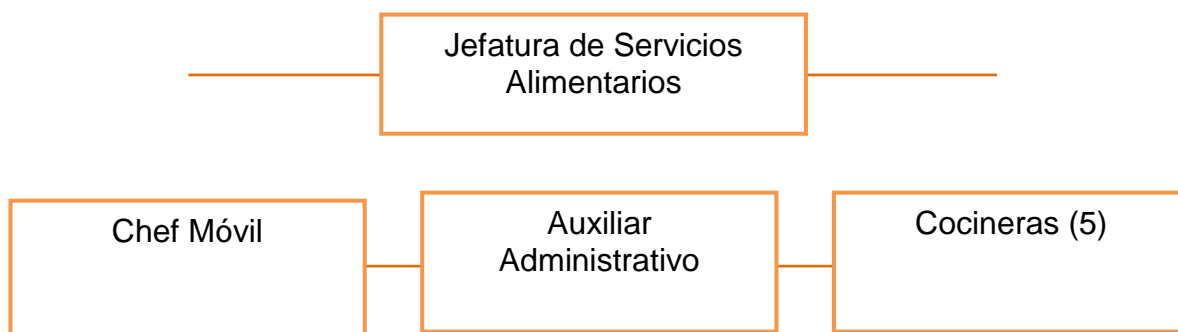 Jefatura de Servicios
Alimentarios
Chef Móvil
Auxiliar
Administrativo
Cocineras (5)